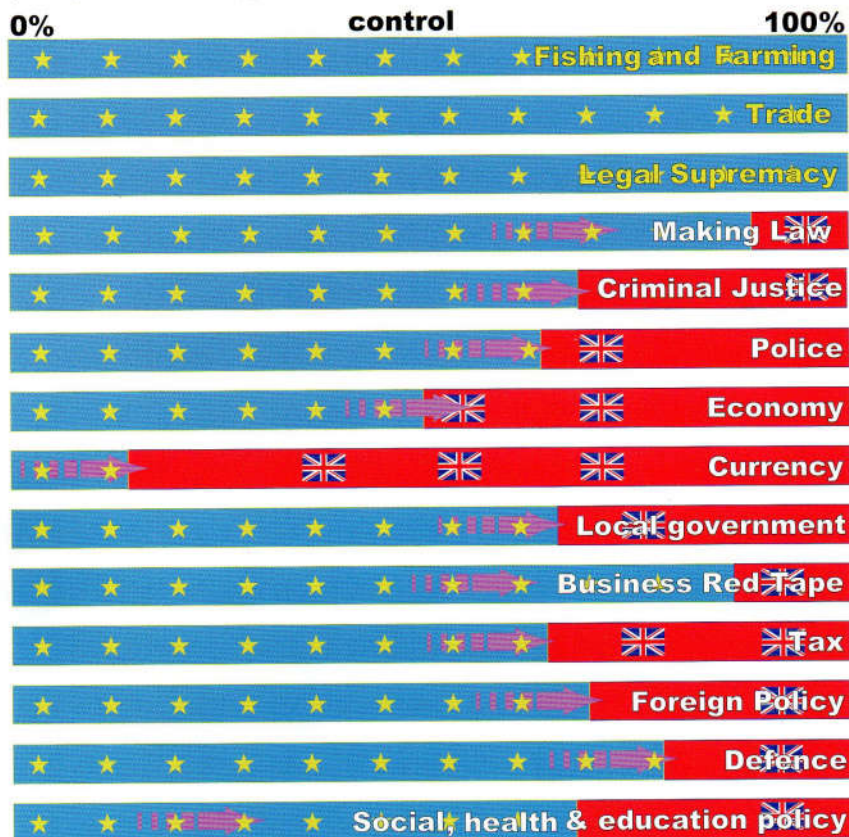 0% control 100%
Fishing and Farming
Trade
Legal Supremacy
Making Law
Criminal Justice
Police
Economy
Currency
Local government
Business Red Tape
Tax
Foreign Policy
Defence
Social, health & education policy